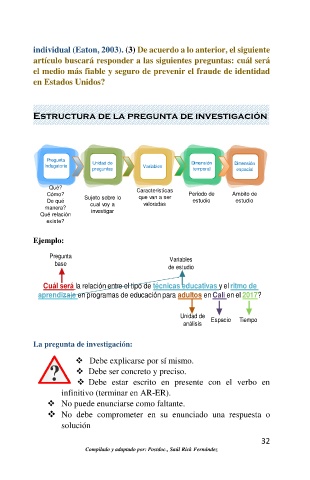 individual (Eaton, 2003). (3) De acuerdo a lo anterior, el siguiente
artículo buscará responder a las siguientes preguntas: cuál será
el medio más fiable y seguro de prevenir el fraude de identidad
en Estados Unidos?
ESTRUCTURA DE LA PREGUNTA DE INVESTIGACIÓN
Pregunta
indagatoria
Qué?
Cómo?
De qué
manera?
Qué relación
existe?
Unidad de
preguntas
Sujeto sobre lo
cual voy a
investigar
Variables
Características
que van a ser
valoradas
Dimensión
temporal
Periodo de
estudio
Dimensión
espacial
Ámbito de
estudio
Ejemplo:
Pregunta
base
Variables
de estudio
Cuál será la relación entre el tipo de técnicas educativas y el ritmo de
aprendizaje en programas de educación para adultos en Cali en el 2017?
Unidad de
análisis
Espacio
Tiempo
La pregunta de investigación:
?
❖ Debe explicarse por sí mismo.
❖ Debe ser concreto y preciso.
❖ Debe estar escrito en presente con el verbo en
infinitivo (terminar en AR-ER).
❖ No puede enunciarse como faltante.
❖ No debe comprometer en su enunciado una respuesta o
solución
32
Compilado y adaptado por: Postdoc., Saúl Rick Fernández